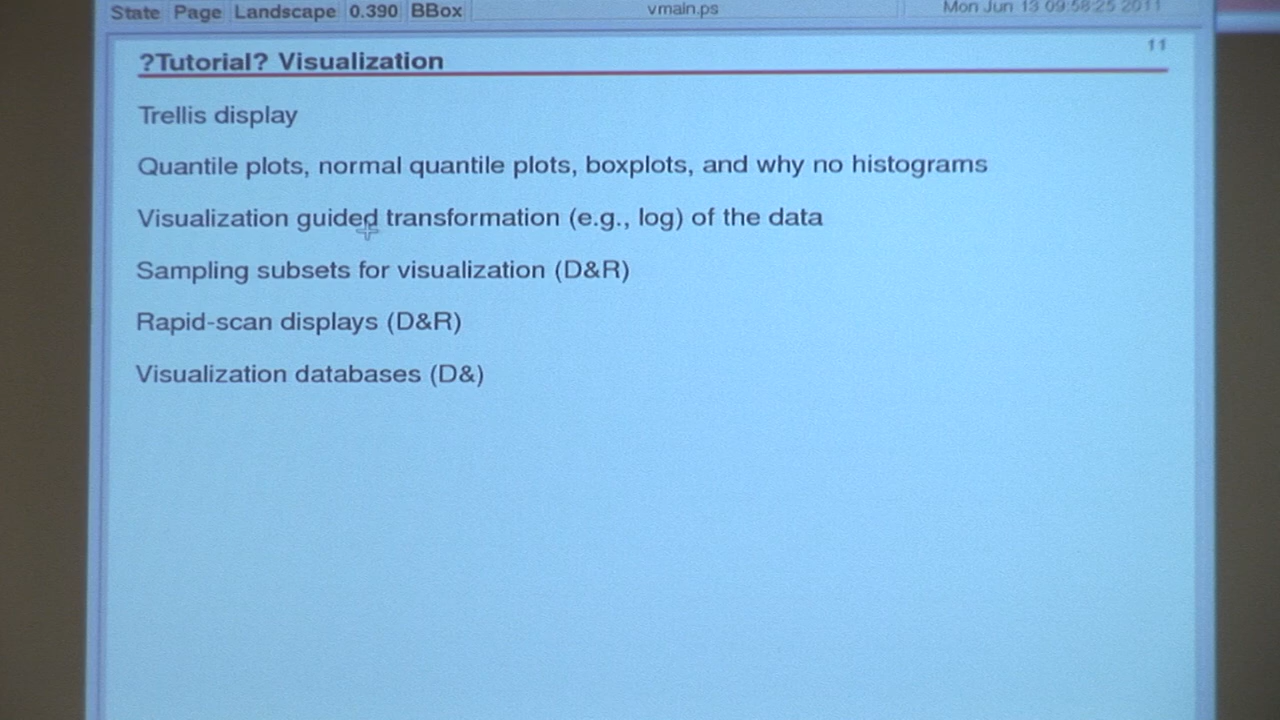 State Page Landscape 0.390 BBox vmain.ps Mon Jun 13 09:58:25 2011
11
?Tutorial? Visualization
Trellis display
Quantile plots, normal quantile plots, boxplots, and why no histograms
Visualization guided transformation (e.g., log) of the data
Sampling subsets for visualization (D&R)
Rapid-scan displays (D&R)
Visualization databases (D&)